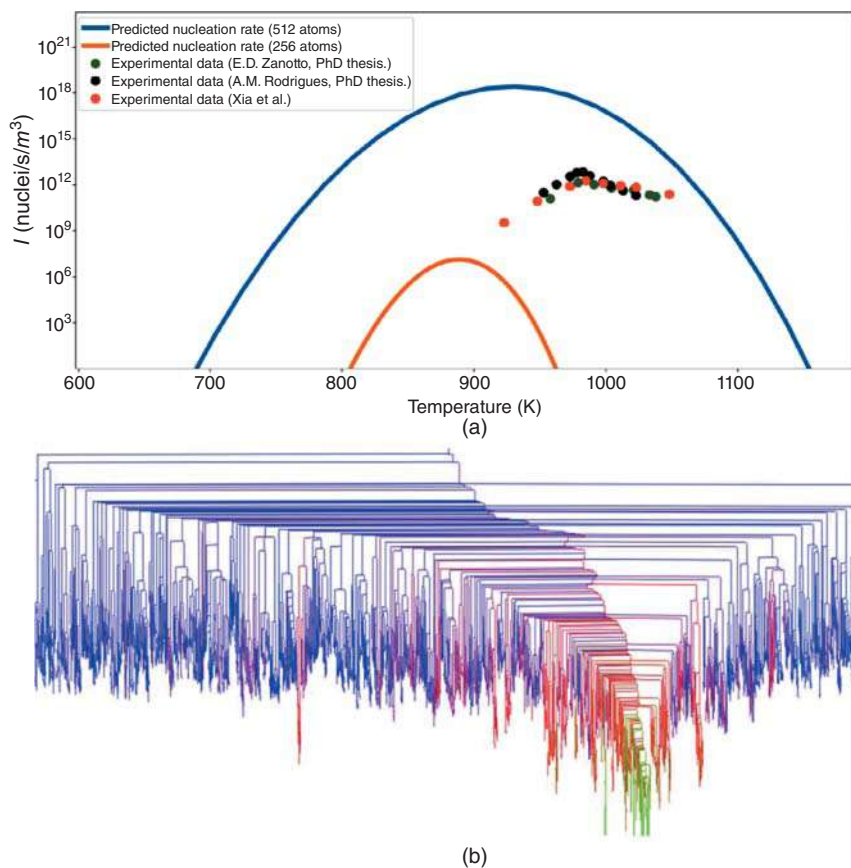 Predicted nucleation rate (512 atoms)
Predicted nucleation rate (256 atoms)
Experimental data (E.D. Zanotto, PhD thesis.)
Experimental data (A.M. Rodrigues, PhD thesis.)
Experimental data (Xia et al.)
I (nuclei/s/m³)
10²¹
10¹⁸
10¹⁵
10¹²
10⁹
10⁶
10³
600 700 800 900 1000 1100
Temperature (K)
(a)
(b)